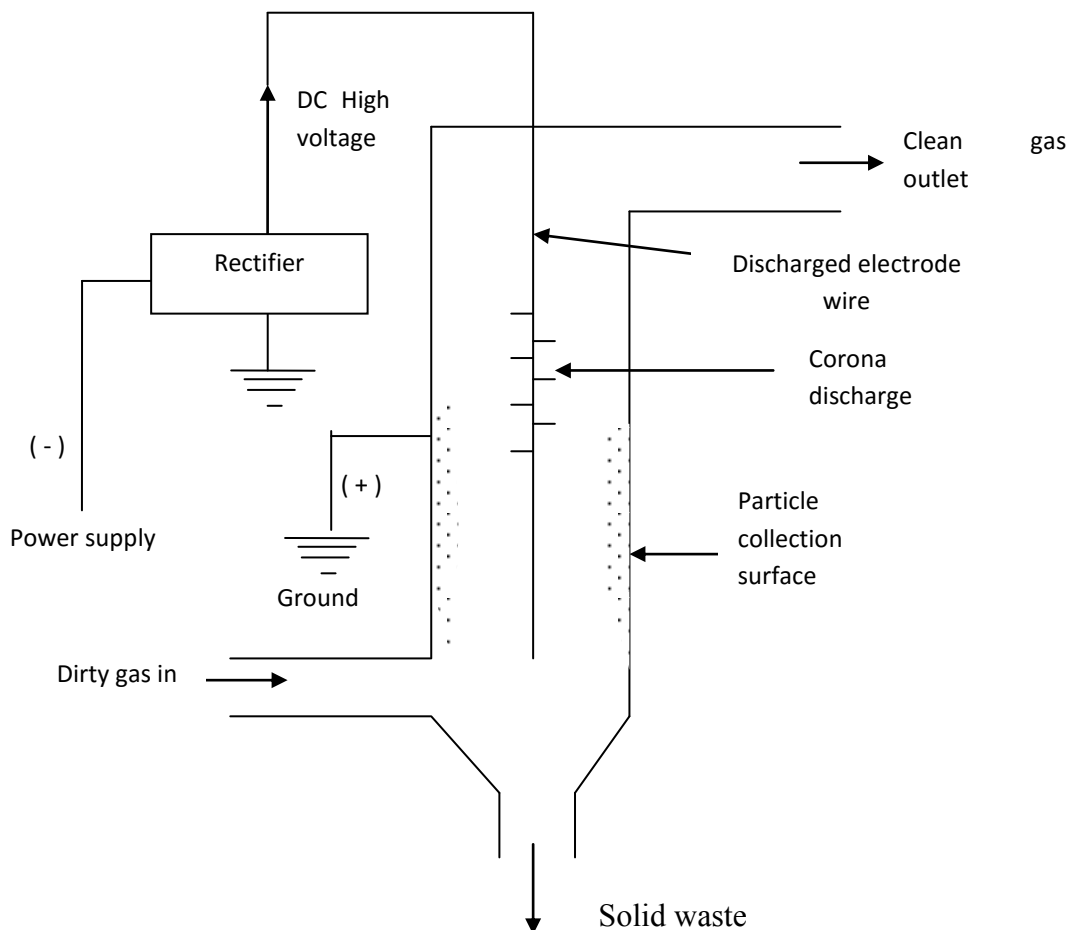 DC High
voltage
Clean gas
outlet
Rectifier
Discharged electrode
wire
Corona
discharge
( - )
( + )
Particle
collection
surface
Power supply
Ground
Dirty gas in
Solid waste